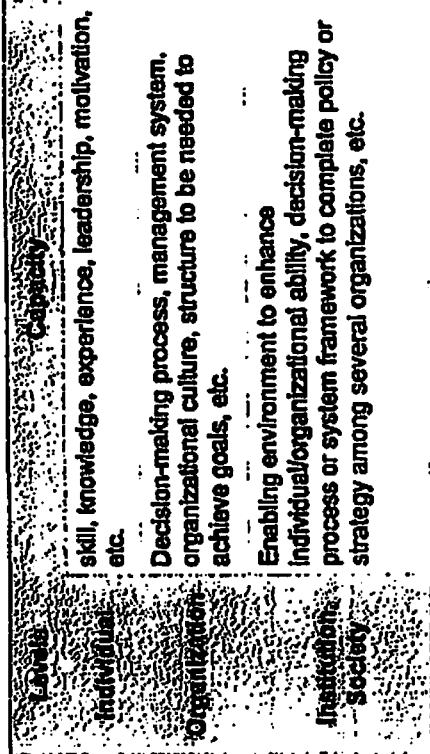 Levels Capacity
Individual skill, knowledge, experience, leadership, motivation,
etc.
Organization Decision-making process, management system,
organizational culture, structure to be needed to
achieve goals, etc.
Institution, Enabling environment to enhance
Society individual/organizational ability, decision-making
process or system framework to complete policy or
strategy among several organizations, etc.